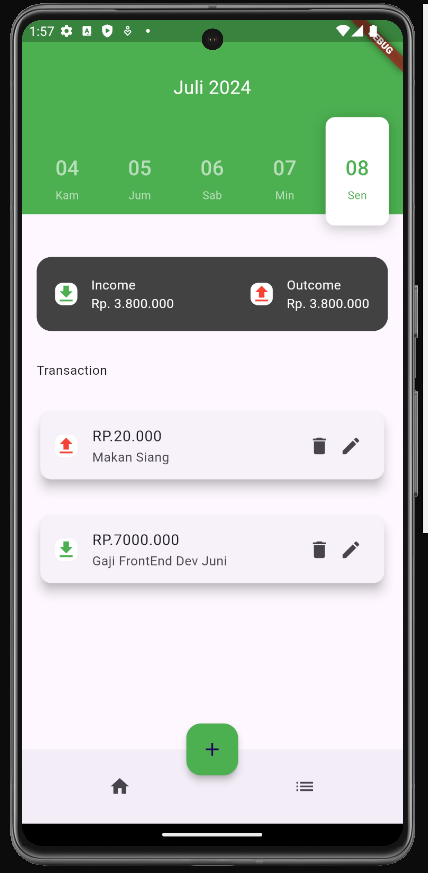 1:57
DEBUG
Juli 2024
04 05 06 07 08
Kam Jum Sab Min Sen
Income
Rp. 3.800.000
Outcome
Rp. 3.800.000
Transaction
RP.20.000
Makan Siang
RP.7000.000
Gaji FrontEnd Dev Juni